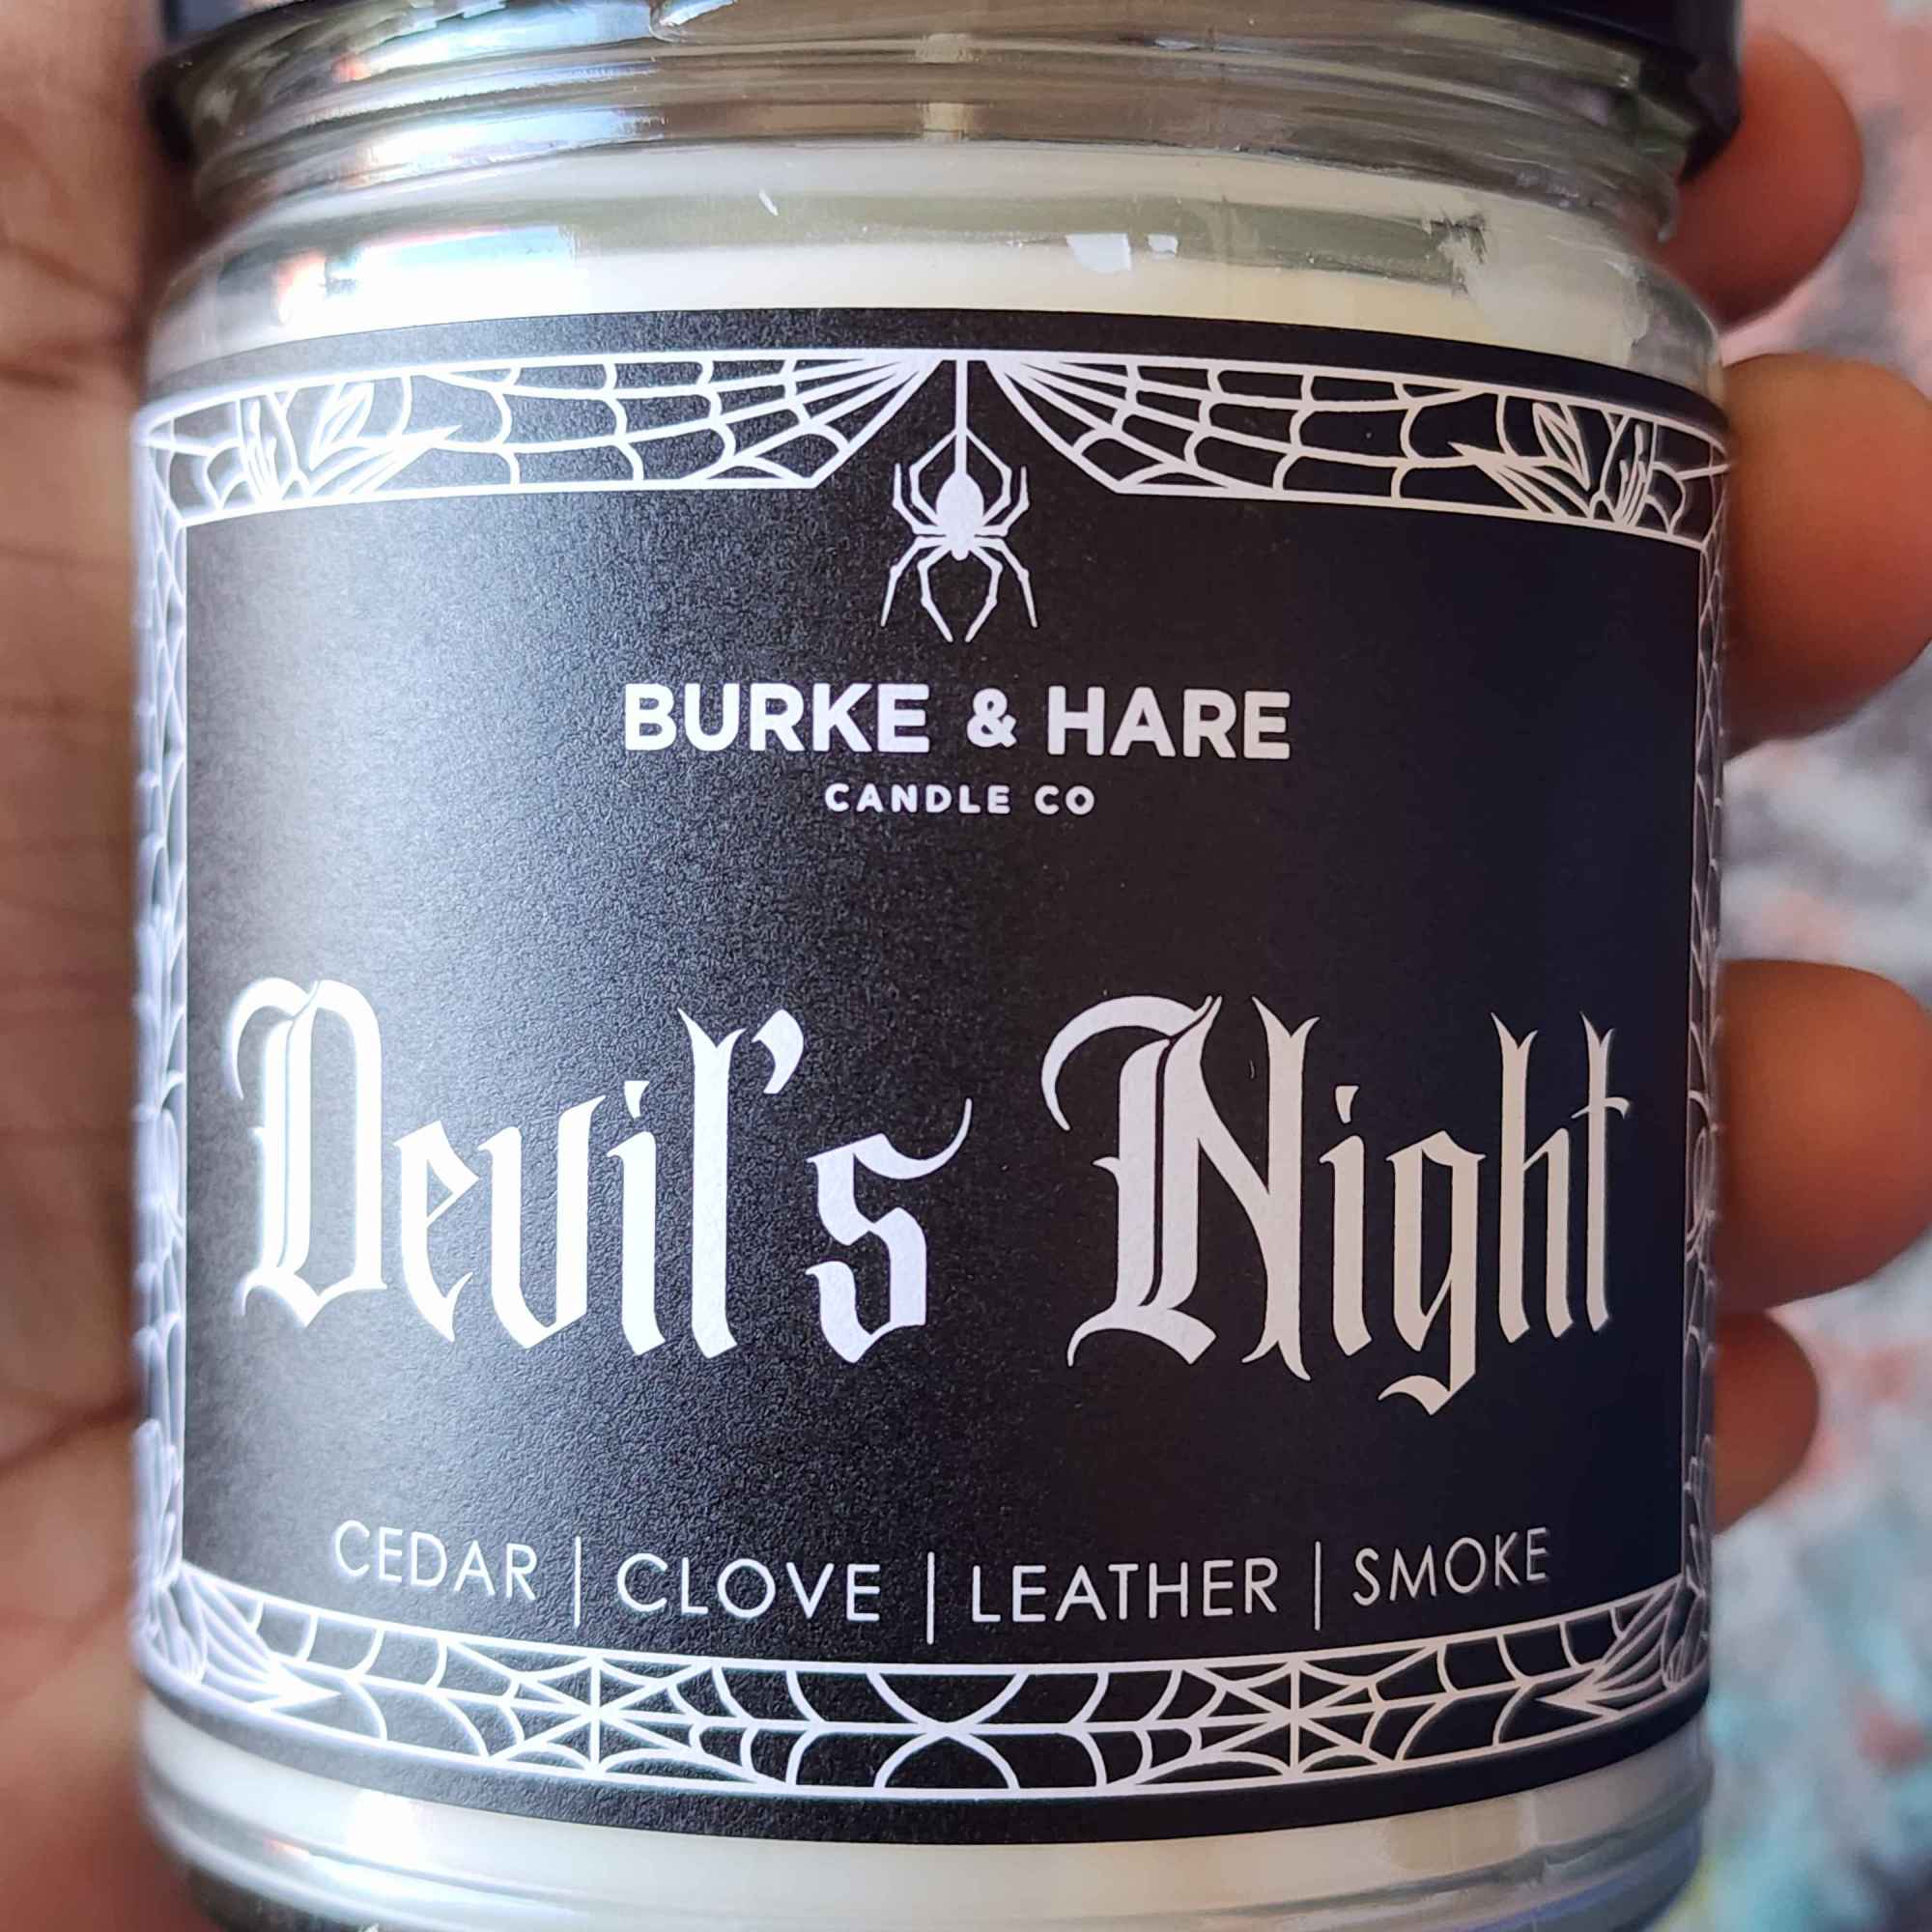 BURKE & HARE
CANDLE CO
Devil's Night
CEDAR | CLOVE | LEATHER | SMOKE